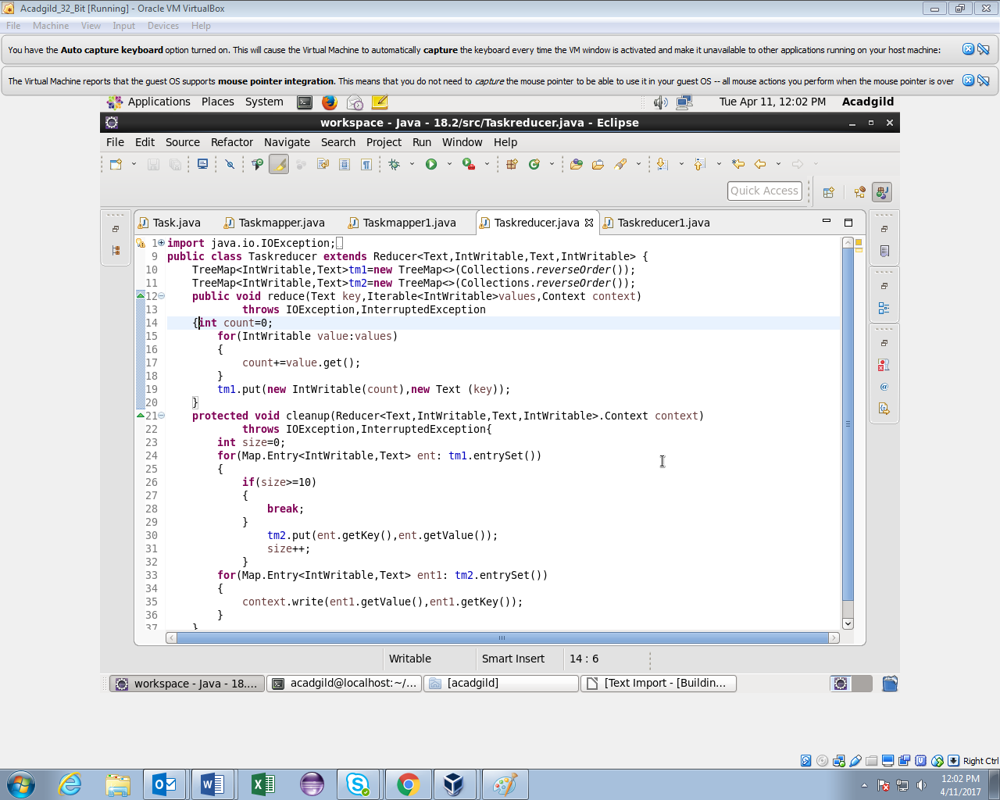 Acadgild_32_Bit [Running] - Oracle VM VirtualBox
File Machine View Input Devices Help
You have the Auto capture keyboard option turned on. This will cause the Virtual Machine to automatically capture the keyboard every time the VM window is activated and make it unavailable to other applications running on your host machine:
The Virtual Machine reports that the guest OS supports mouse pointer integration. This means that you do not need to capture the mouse pointer to be able to use it in your guest OS -- all mouse actions you perform when the mouse pointer is over
Applications Places System Tue Apr 11, 12:02 PM Acadgild
workspace - Java - 18.2/src/Taskreducer.java - Eclipse
File Edit Source Refactor Navigate Search Project Run Window Help
Quick Access
Task.java Taskmapper.java Taskmapper1.java Taskreducer.java Taskreducer1.java
1 import java.io.IOException;
9 public class Taskreducer extends Reducer<Text,IntWritable,Text,IntWritable> {
10 TreeMap<IntWritable,Text>tm1=new TreeMap<>(Collections.reverseOrder());
11 TreeMap<IntWritable,Text>tm2=new TreeMap<>(Collections.reverseOrder());
12 public void reduce(Text key,Iterable<IntWritable>values,Context context)
13 throws IOException,InterruptedException
14 {int count=0;
15 for(IntWritable value:values)
16 {
17 count+=value.get();
18 }
19 tm1.put(new IntWritable(count),new Text (key));
20 }
21 protected void cleanup(Reducer<Text,IntWritable,Text,IntWritable>.Context context)
22 throws IOException,InterruptedException{
23 int size=0;
24 for(Map.Entry<IntWritable,Text> ent: tm1.entrySet())
25 {
26 if(size>=10)
27 {
28 break;
29 }
30 tm2.put(ent.getKey(),ent.getValue());
31 size++;
32 }
33 for(Map.Entry<IntWritable,Text> ent1: tm2.entrySet())
34 {
35 context.write(ent1.getValue(),ent1.getKey());
36 }
37 }
Writable Smart Insert 14 : 6
workspace - Java - 18.... acadgild@localhost:~/... [acadgild] [Text Import - [Buildin...
Right Ctrl
12:02 PM
4/11/2017